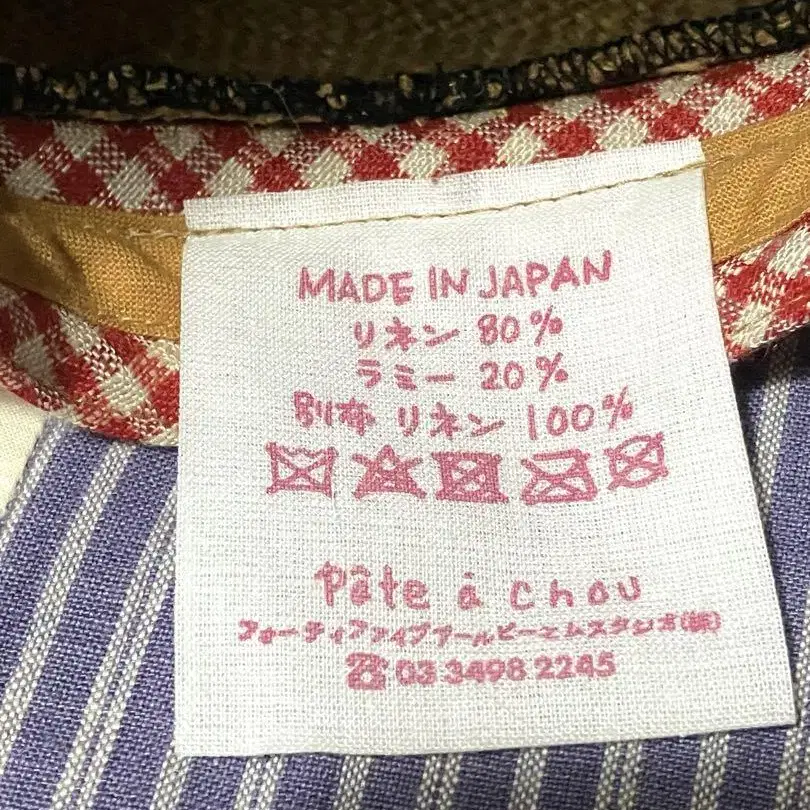 MADE IN JAPAN
リネン 80%
ラミー 20%
別布 リネン 100%
Pâte à chou
フォーティファイブアールピーエムスタジオ(株)
☎ 03 3498 2245